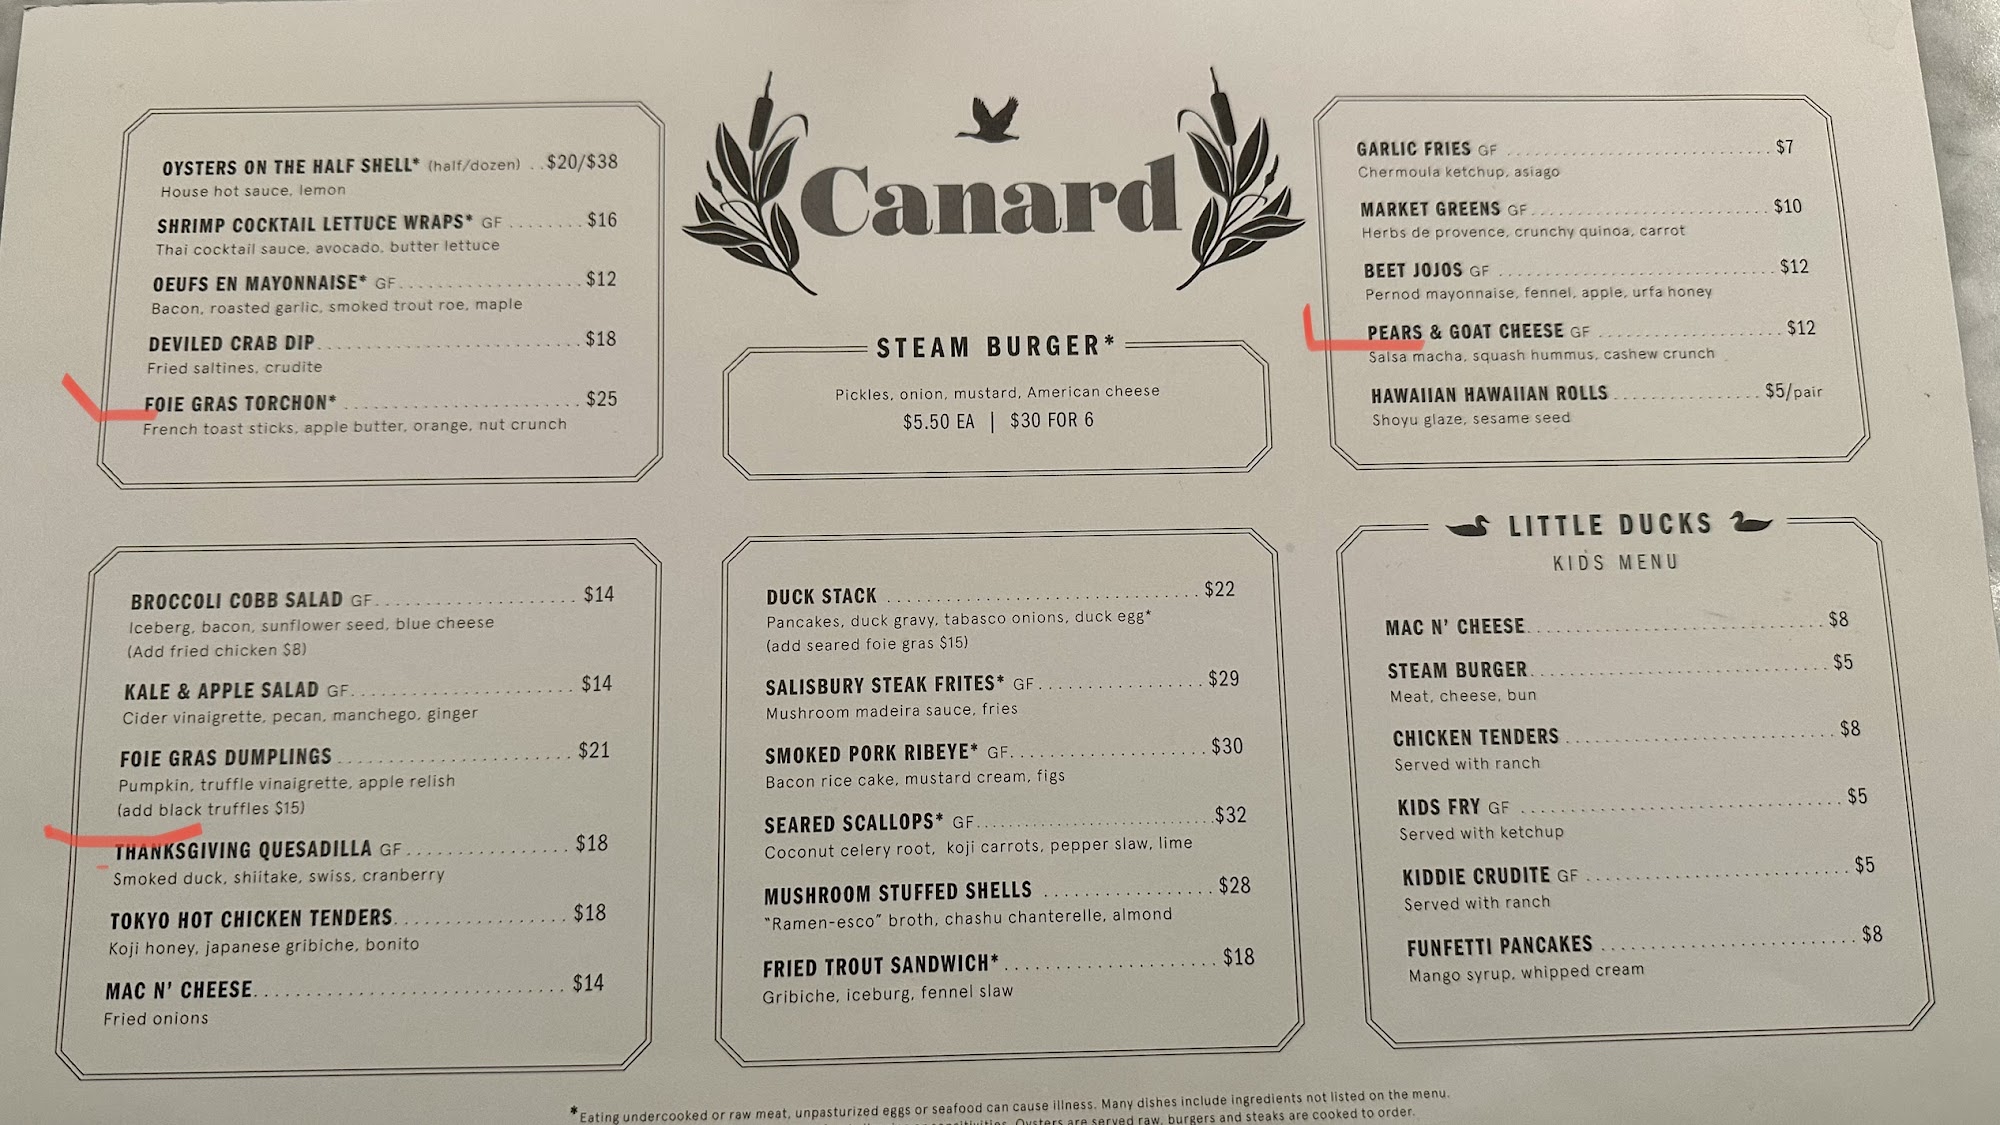 Canard
OYSTERS ON THE HALF SHELL* (half/dozen) ..$20/$38
House hot sauce, lemon
SHRIMP COCKTAIL LETTUCE WRAPS* GF ........ $16
Thai cocktail sauce, avocado, butter lettuce
OEUFS EN MAYONNAISE* GF.................... $12
Bacon, roasted garlic, smoked trout roe, maple
DEVILED CRAB DIP............................. $18
Fried saltines, crudite
FOIE GRAS TORCHON* .......................... $25
French toast sticks, apple butter, orange, nut crunch
STEAM BURGER*
Pickles, onion, mustard, American cheese
$5.50 EA | $30 FOR 6
GARLIC FRIES GF ............................. $7
Chermoula ketchup, asiago
MARKET GREENS GF.......................... $10
Herbs de provence, crunchy quinoa, carrot
BEET JOJOS GF .............................. $12
Pernod mayonnaise, fennel, apple, urfa honey
PEARS & GOAT CHEESE GF .................... $12
Salsa macha, squash hummus, cashew crunch
HAWAIIAN HAWAIIAN ROLLS ................ $5/pair
Shoyu glaze, sesame seed
BROCCOLI COBB SALAD GF...................... $14
Iceberg, bacon, sunflower seed, blue cheese
(Add fried chicken $8)
KALE & APPLE SALAD GF........................ $14
Cider vinaigrette, pecan, manchego, ginger
FOIE GRAS DUMPLINGS.......................... $21
Pumpkin, truffle vinaigrette, apple relish
(add black truffles $15)
THANKSGIVING QUESADILLA GF................. $18
Smoked duck, shiitake, swiss, cranberry
TOKYO HOT CHICKEN TENDERS.................. $18
Koji honey, japanese gribiche, bonito
MAC N' CHEESE................................ $14
Fried onions
DUCK STACK .................................. $22
Pancakes, duck gravy, tabasco onions, duck egg*
(add seared foie gras $15)
SALISBURY STEAK FRITES* GF.................. $29
Mushroom madeira sauce, fries
SMOKED PORK RIBEYE* GF...................... $30
Bacon rice cake, mustard cream, figs
SEARED SCALLOPS* GF.......................... $32
Coconut celery root, koji carrots, pepper slaw, lime
MUSHROOM STUFFED SHELLS .................. $28
"Ramen-esco" broth, chashu chanterelle, almond
FRIED TROUT SANDWICH*....................... $18
Gribiche, iceburg, fennel slaw
LITTLE DUCKS
KIDS MENU
MAC N' CHEESE................................ $8
STEAM BURGER................................ $5
Meat, cheese, bun
CHICKEN TENDERS ............................. $8
Served with ranch
KIDS FRY GF .................................. $5
Served with ketchup
KIDDIE CRUDITE GF ............................ $5
Served with ranch
FUNFETTI PANCAKES ........................... $8
Mango syrup, whipped cream
*Eating undercooked or raw meat, unpasturized eggs or seafood can cause illness. Many dishes include ingredients not listed on the menu.
Oysters are served raw, burgers and steaks are cooked to order.